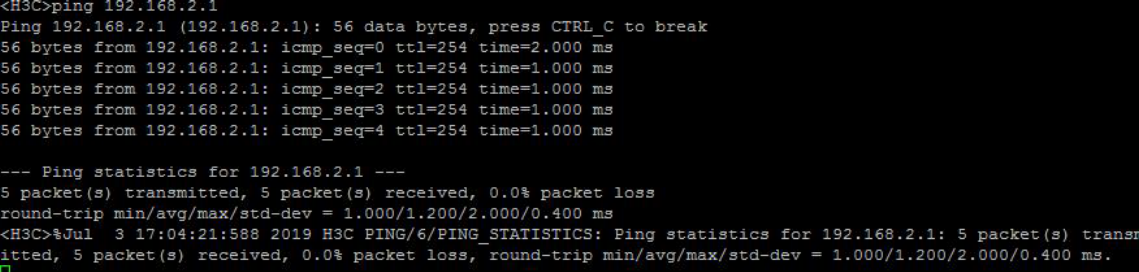 <H3C>ping 192.168.2.1
Ping 192.168.2.1 (192.168.2.1): 56 data bytes, press CTRL_C to break
56 bytes from 192.168.2.1: icmp_seq=0 ttl=254 time=2.000 ms
56 bytes from 192.168.2.1: icmp_seq=1 ttl=254 time=1.000 ms
56 bytes from 192.168.2.1: icmp_seq=2 ttl=254 time=1.000 ms
56 bytes from 192.168.2.1: icmp_seq=3 ttl=254 time=1.000 ms
56 bytes from 192.168.2.1: icmp_seq=4 ttl=254 time=1.000 ms
--- Ping statistics for 192.168.2.1 ---
5 packet(s) transmitted, 5 packet(s) received, 0.0% packet loss
round-trip min/avg/max/std-dev = 1.000/1.200/2.000/0.400 ms
<H3C>%Jul  3 17:04:21:588 2019 H3C PING/6/PING_STATISTICS: Ping statistics for 192.168.2.1: 5 packet(s) transm
itted, 5 packet(s) received, 0.0% packet loss, round-trip min/avg/max/std-dev = 1.000/1.200/2.000/0.400 ms.